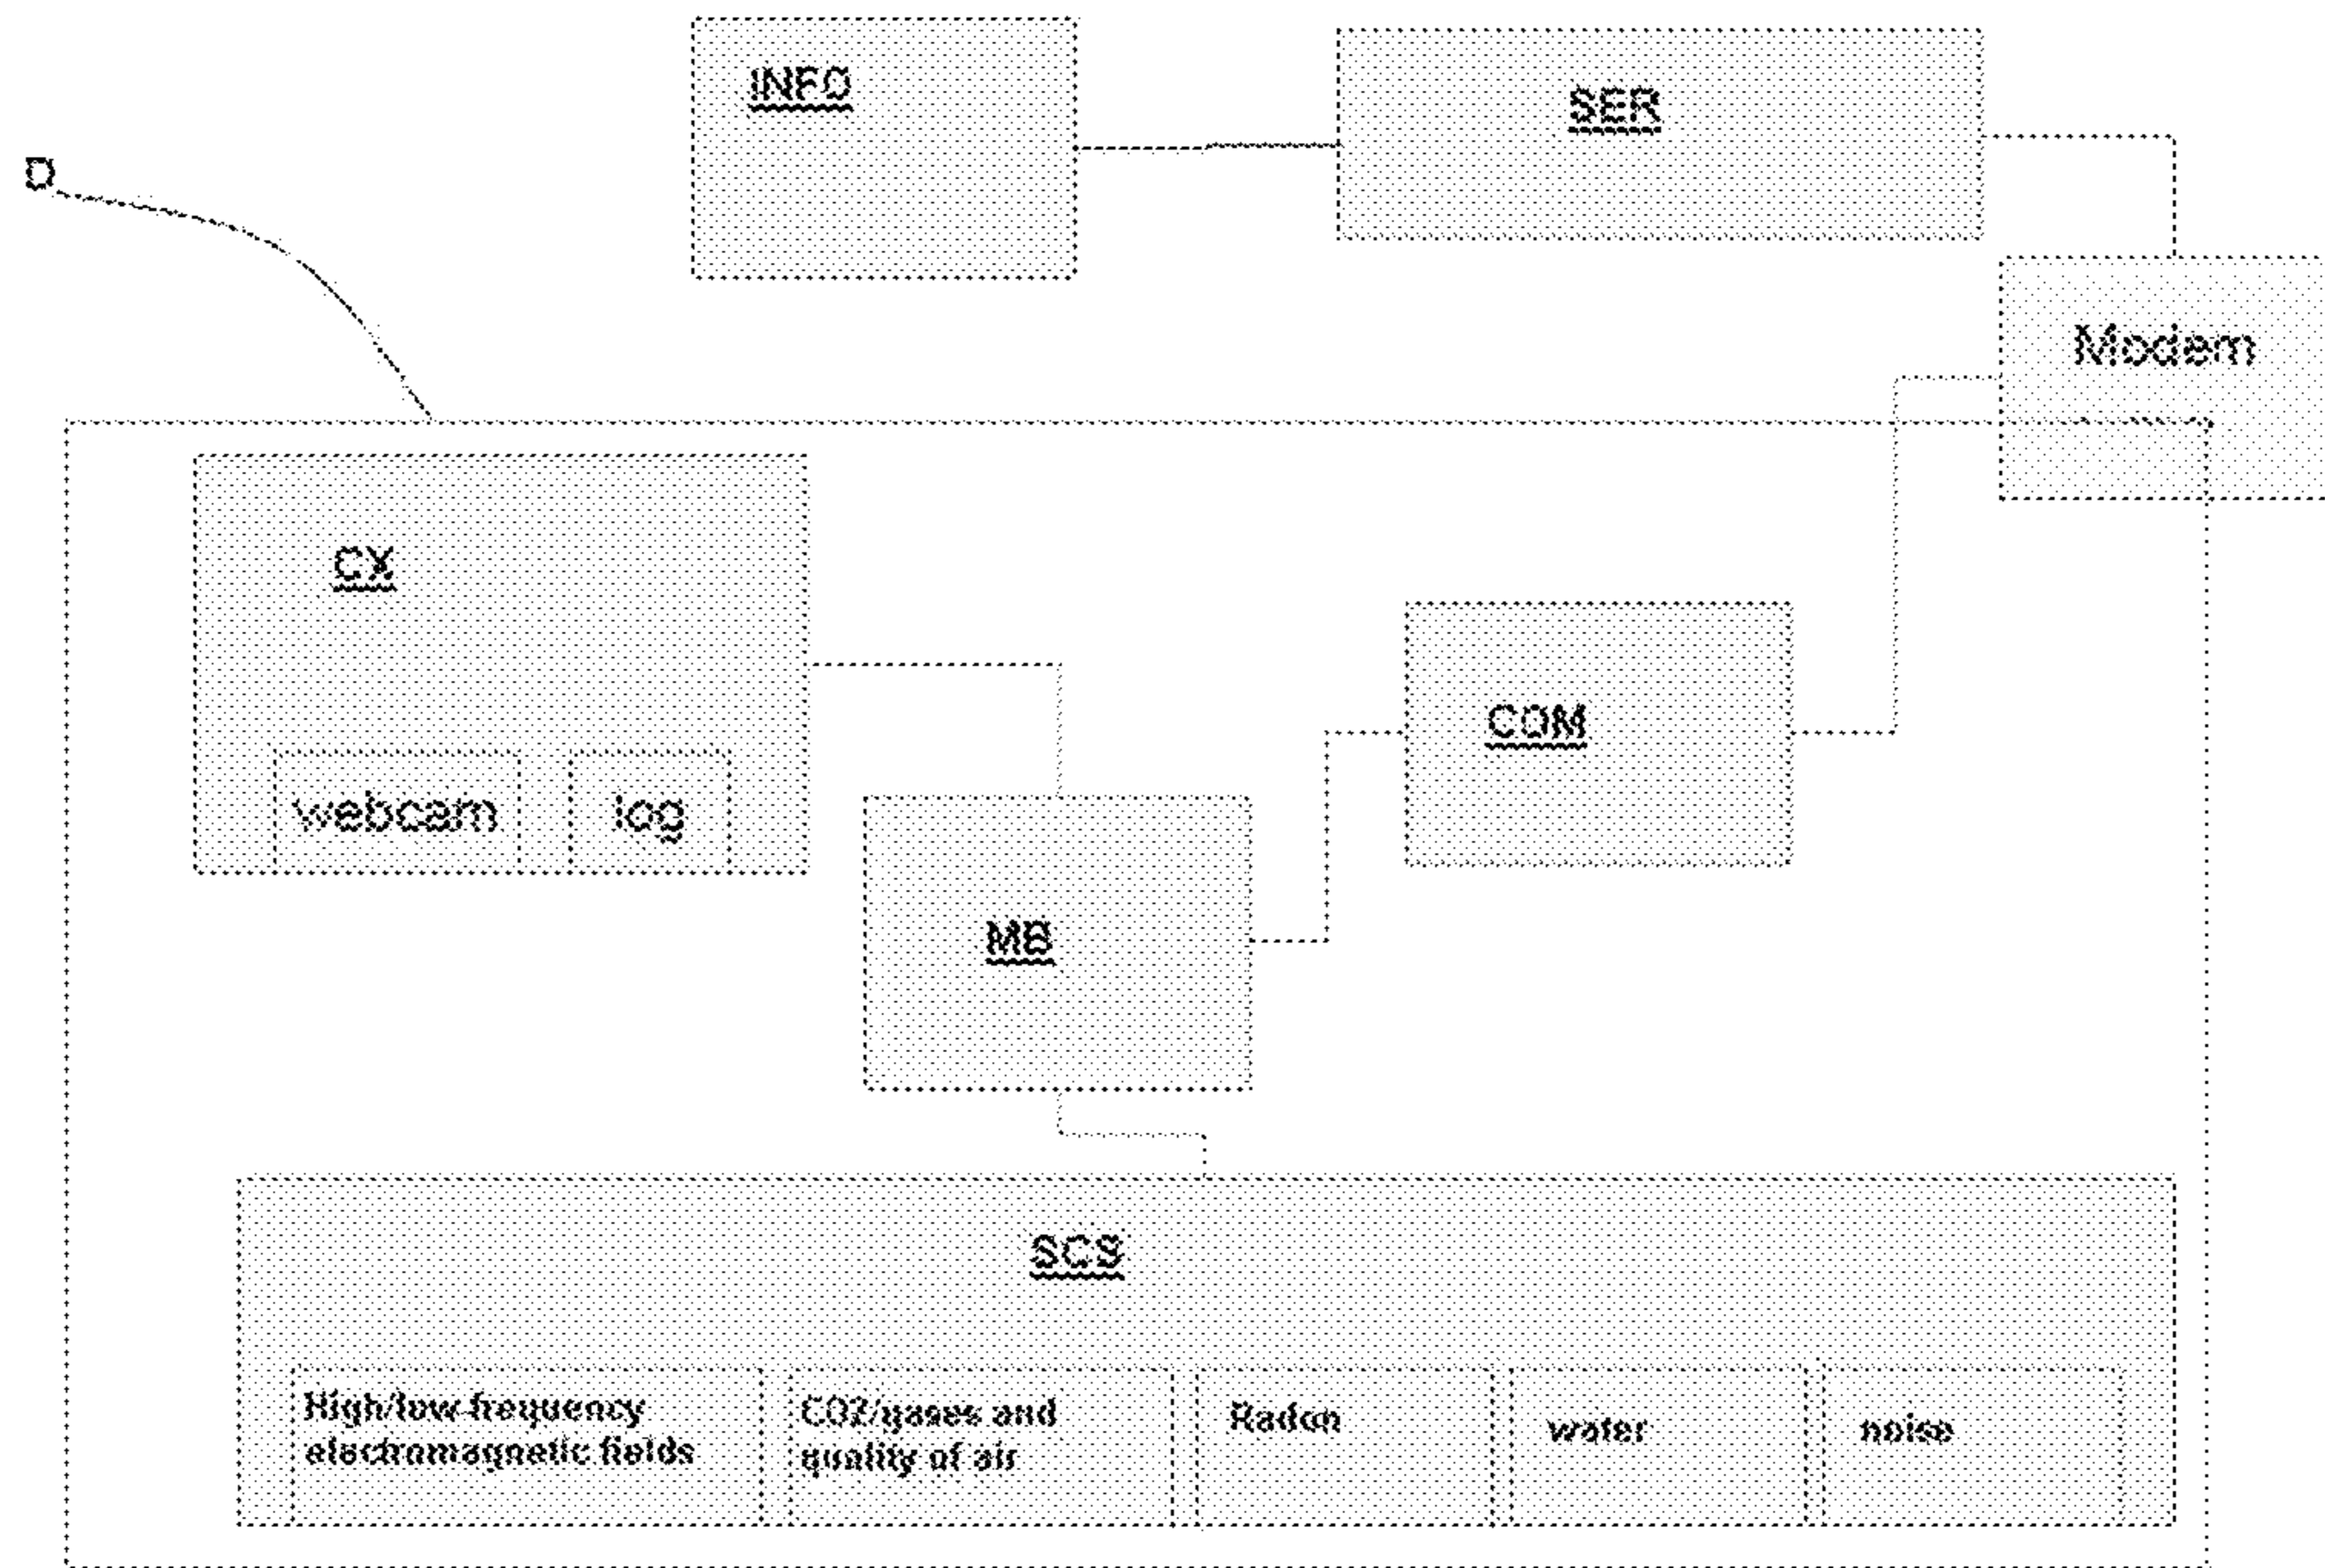 INFO
SER
D
Modem
CX
COM
webcam
log
MB
SCS
High/low-frequency
electromagnetic fields
CO2/gases and
quality of air
Radon
water
noise